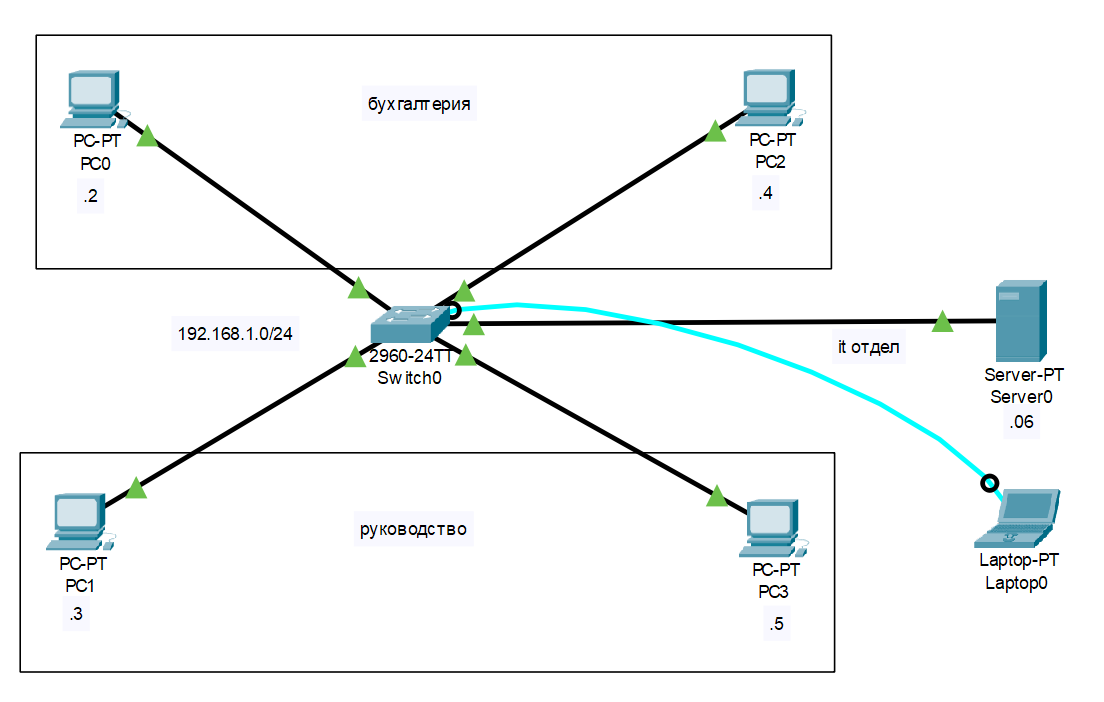 бухгалтерия
PC-PT
PC0
.2
PC-PT
PC2
.4
192.168.1.0/24
2960-24TT
Switch0
it отдел
Server-PT
Server0
.06
руководство
PC-PT
PC1
.3
PC-PT
PC3
.5
Laptop-PT
Laptop0